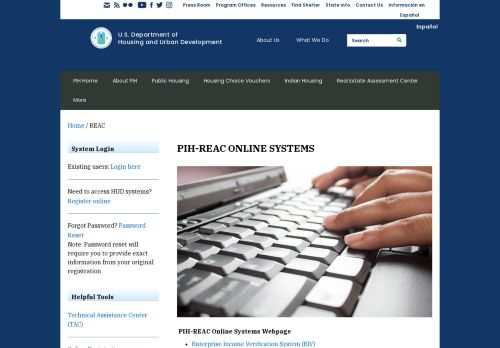 Press Room Program Offices Resources Find Shelter State Info Contact Us Información en Español
Español
U.S. Department of
Housing and Urban Development
About Us What We Do
Search
PIH Home About PIH Public Housing Housing Choice Vouchers Indian Housing Real Estate Assessment Center
More
Home / REAC
System Login
Existing users: Login here
Need to access HUD systems?
Register online
Forgot Password? Password
Reset
Note: Password reset will
require you to provide exact
information from your original
registration
Helpful Tools
Technical Assistance Center
(TAC)
PIH-REAC ONLINE SYSTEMS
PIH-REAC Online Systems Webpage
Enterprise Income Verification System (EIV)